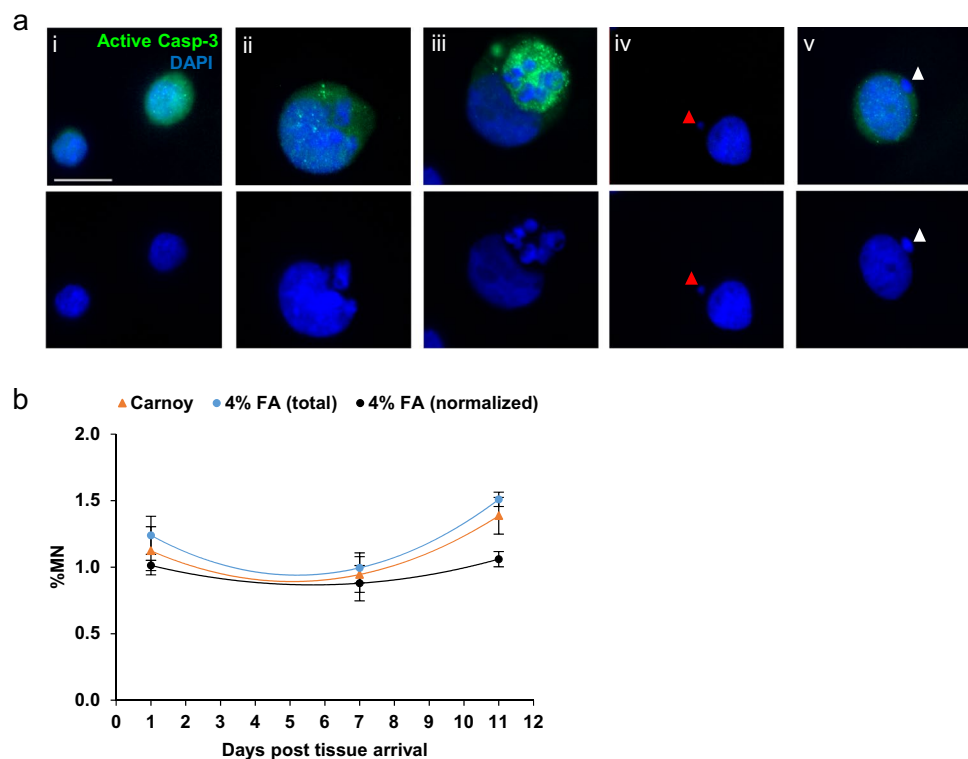 a
i
Active Casp-3
DAPI
ii
iii
iv
v
b
Carnoy 4% FA (total) 4% FA (normalized)
2.0
1.5
1.0
0.5
0.0
%MN
0 1 2 3 4 5 6 7 8 9 10 11 12
Days post tissue arrival